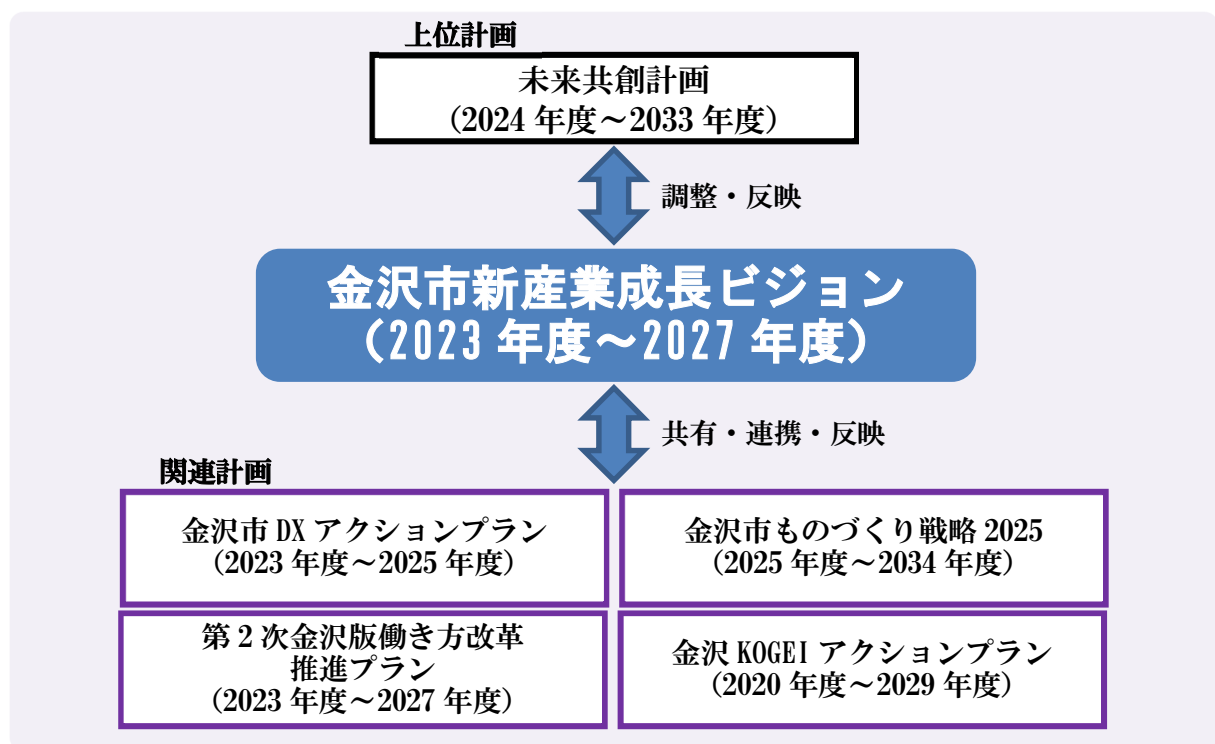 上位計画
未来共創計画
（2024 年度～2033 年度）
調整・反映
金沢市新産業成長ビジョン
（2023 年度～2027 年度）
共有・連携・反映
関連計画
金沢市 DX アクションプラン
（2023 年度～2025 年度）
金沢市ものづくり戦略 2025
（2025 年度～2034 年度）
第 2 次金沢版働き方改革
推進プラン
（2023 年度～2027 年度）
金沢 KOGEI アクションプラン
（2020 年度～2029 年度）